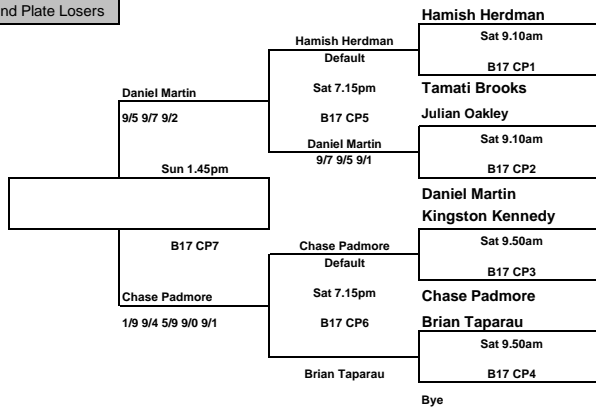 nd Plate Losers
Hamish Herdman
Sat 9.10am
Hamish Herdman
Default
B17 CP1
Sat 7.15pm
Tamati Brooks
Daniel Martin
9/5 9/7 9/2
B17 CP5
Julian Oakley
Sat 9.10am
Daniel Martin
9/7 9/5 9/1
Sun 1.45pm
B17 CP2
Daniel Martin
Kingston Kennedy
Sat 9.50am
B17 CP7
Chase Padmore
Default
B17 CP3
Sat 7.15pm
Chase Padmore
Chase Padmore
1/9 9/4 5/9 9/0 9/1
B17 CP6
Brian Taparau
Sat 9.50am
Brian Taparau
B17 CP4
Bye